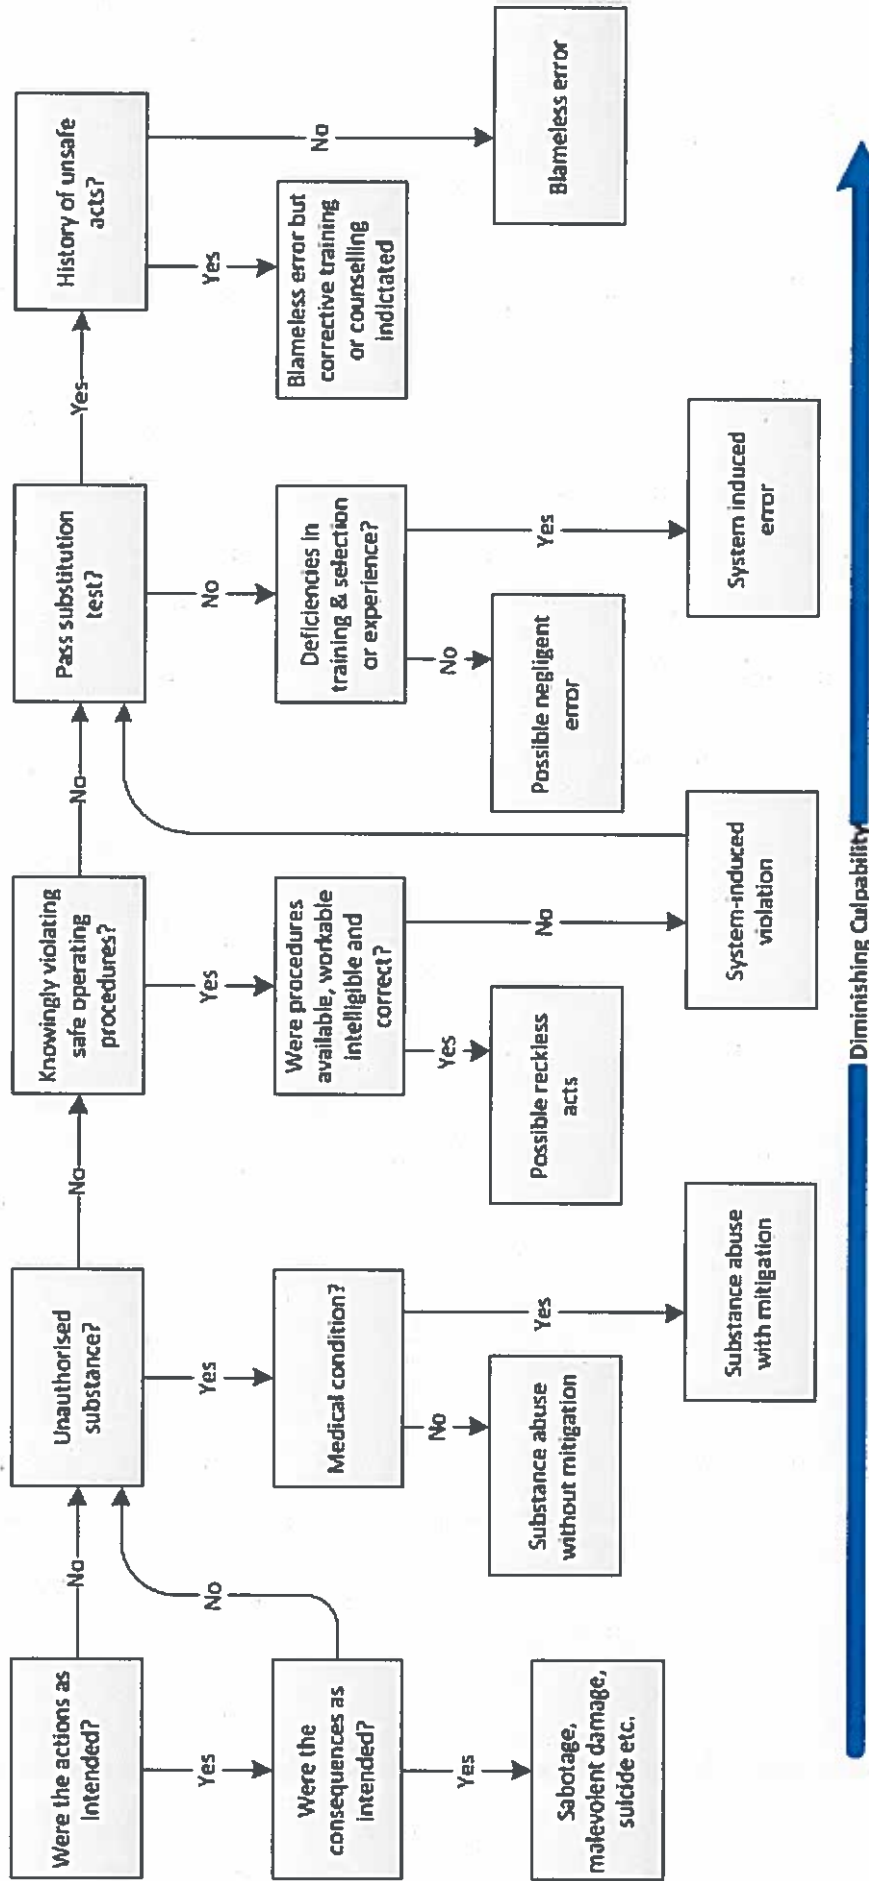 Were the actions as
Intended?
No
Yes
Were the
consequences as
intended?
No
Yes
Sabotage,
malevolent damage,
suicide etc.
Unauthorised
substance?
No
Yes
Medical condition?
No
Yes
Substance abuse
without mitigation
Substance abuse
with mitigation
Knowingly violating
safe operating
procedures?
No
Yes
Were procedures
available, workable
intelligible and
correct?
Yes
No
Possible reckless
acts
System-induced
violation
Pass substitution
test?
Yes
No
Deficiencies in
training & selection
or experience?
No
Yes
Possible negligent
error
System induced
error
History of unsafe
acts?
Yes
No
Blameless error but
corrective training
or counselling
indictated
Blameless error
Diminishing Culpability